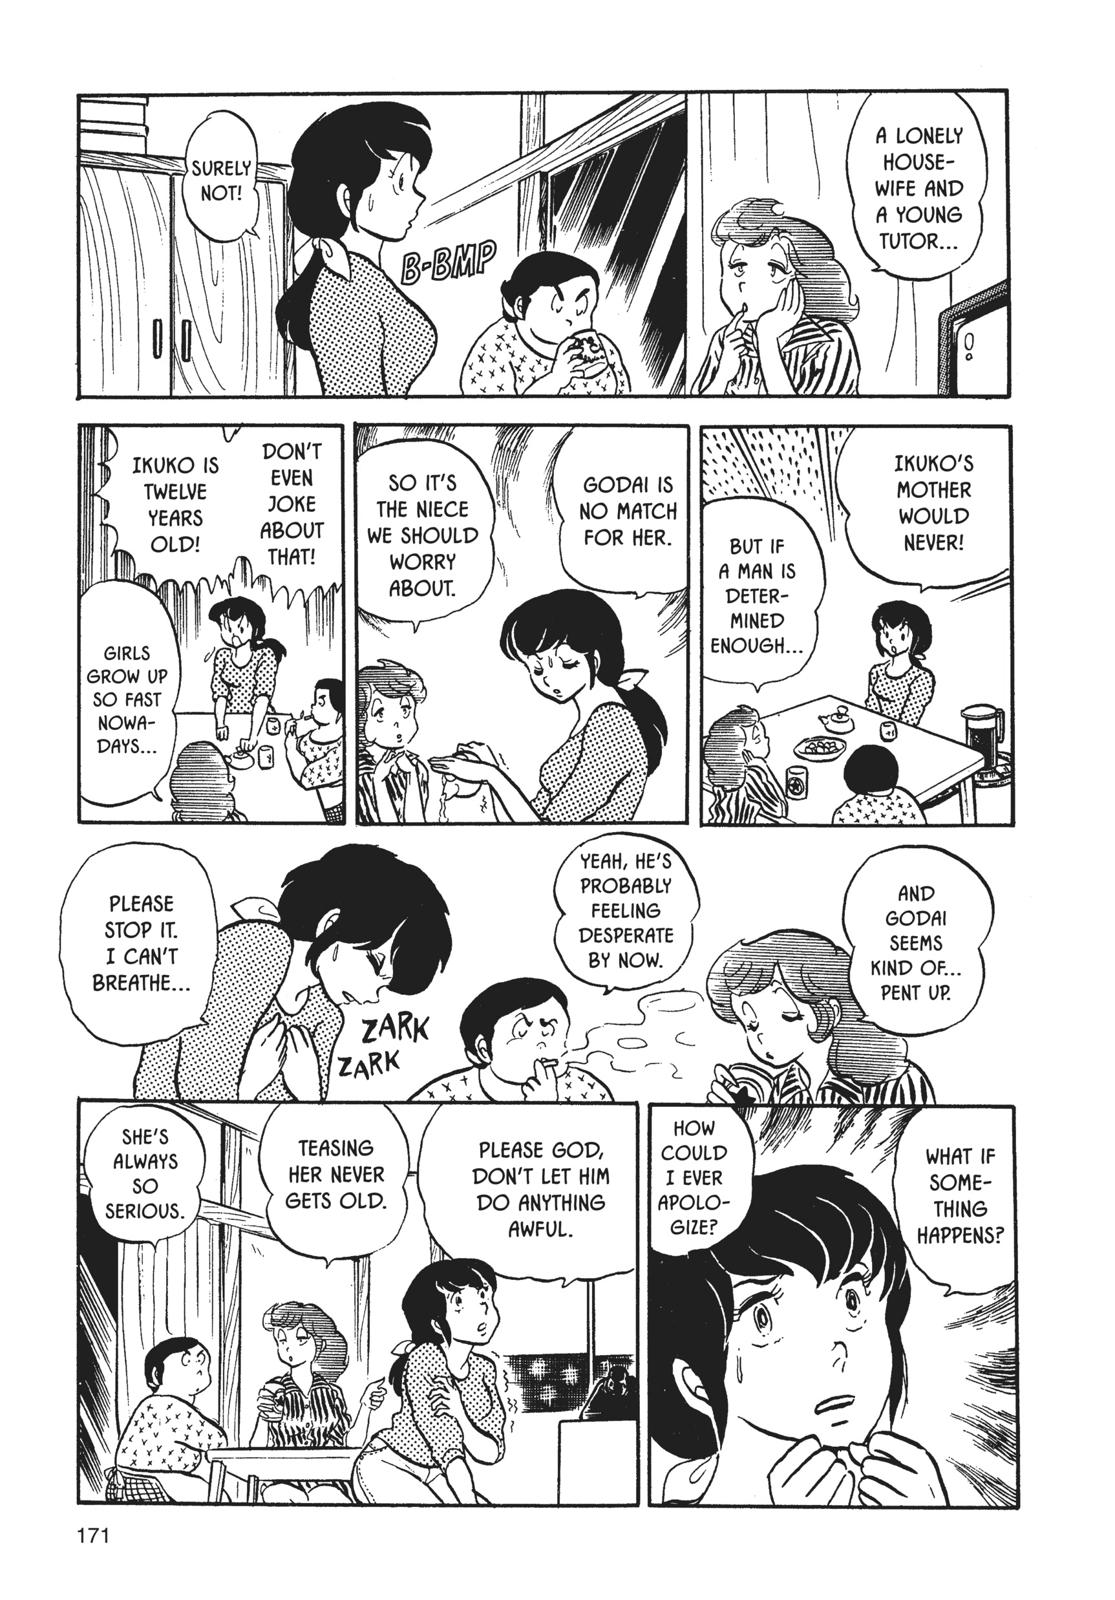 A LONELY
HOUSE-
WIFE AND
A YOUNG
TUTOR...
B-BMP
SURELY
NOT!
IKUKO'S
MOTHER
WOULD
NEVER!
BUT IF
A MAN IS
DETER-
MINED
ENOUGH...
GODAI IS
NO MATCH
FOR HER.
SO IT'S
THE NIECE
WE SHOULD
WORRY
ABOUT.
DON'T
EVEN
JOKE
ABOUT
THAT!
IKUKO IS
TWELVE
YEARS
OLD!
GIRLS
GROW UP
SO FAST
NOWA-
DAYS...
AND
GODAI
SEEMS
KIND OF...
PENT UP.
YEAH, HE'S
PROBABLY
FEELING
DESPERATE
BY NOW.
ZARK
ZARK
PLEASE
STOP IT.
I CAN'T
BREATHE...
WHAT IF
SOME-
THING
HAPPENS?
HOW
COULD
I EVER
APOLO-
GIZE?
PLEASE GOD,
DON'T LET HIM
DO ANYTHING
AWFUL.
TEASING
HER NEVER
GETS OLD.
SHE'S
ALWAYS
SO
SERIOUS.
171